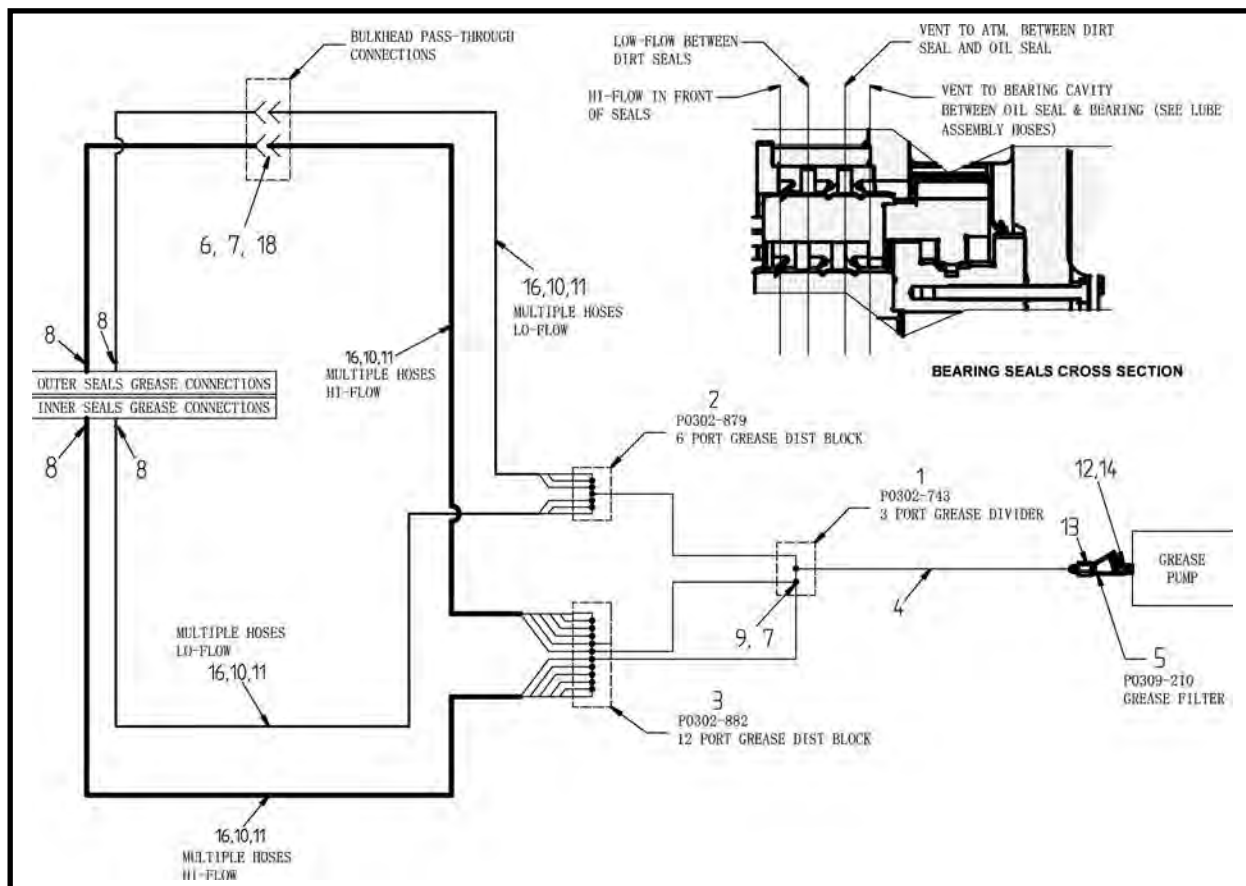 BULKHEAD PASS-THROUGH
CONNECTIONS
6, 7, 18
16,10,11
MULTIPLE HOSES
LO-FLOW
16,10,11
MULTIPLE HOSES
HI-FLOW
8
8
OUTER SEALS GREASE CONNECTIONS
INNER SEALS GREASE CONNECTIONS
8
8
LOW-FLOW BETWEEN
DIRT SEALS
HI-FLOW IN FRONT
OF SEALS
VENT TO ATM. BETWEEN DIRT
SEAL AND OIL SEAL
VENT TO BEARING CAVITY
BETWEEN OIL SEAL & BEARING (SEE LUBE
ASSEMBLY HOSES)
BEARING SEALS CROSS SECTION
2
P0302-879
6 PORT GREASE DIST BLOCK
1
P0302-743
3 PORT GREASE DIVIDER
12,14
13
GREASE
PUMP
4
9, 7
5
P0309-210
GREASE FILTER
3
P0302-882
12 PORT GREASE DIST BLOCK
MULTIPLE HOSES
LO-FLOW
16,10,11
16,10,11
MULTIPLE HOSES
HI-FLOW